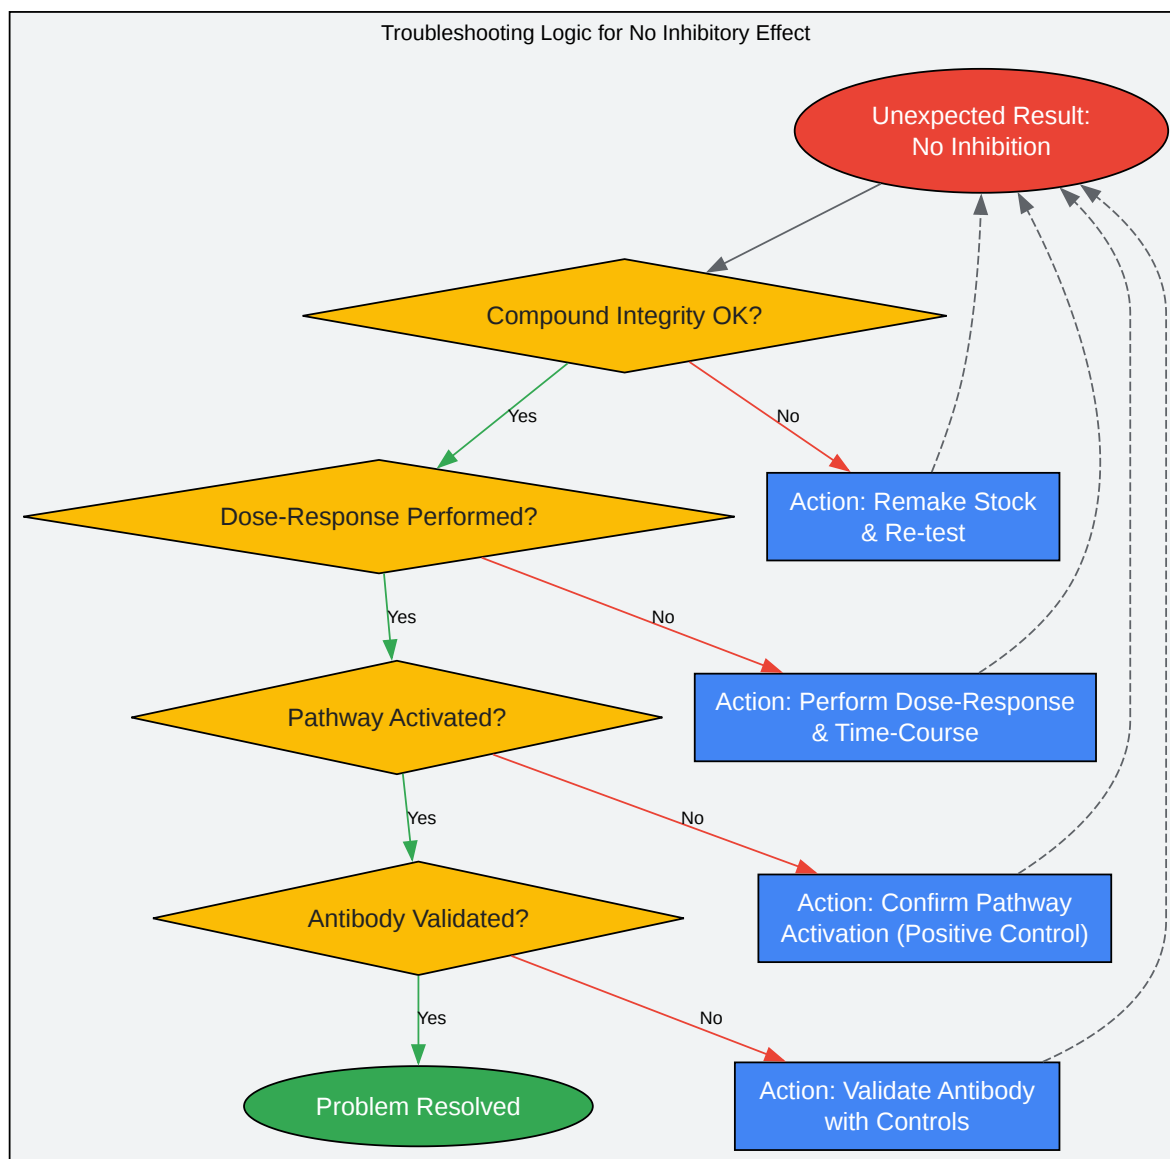 Troubleshooting Logic for No Inhibitory Effect
Unexpected Result:
No Inhibition
Compound Integrity OK?
Yes
No
Dose-Response Performed?
Action: Remake Stock
& Re-test
Yes
No
Pathway Activated?
Action: Perform Dose-Response
& Time-Course
Yes
No
Antibody Validated?
Action: Confirm Pathway
Activation (Positive Control)
Yes
No
Problem Resolved
Action: Validate Antibody
with Controls